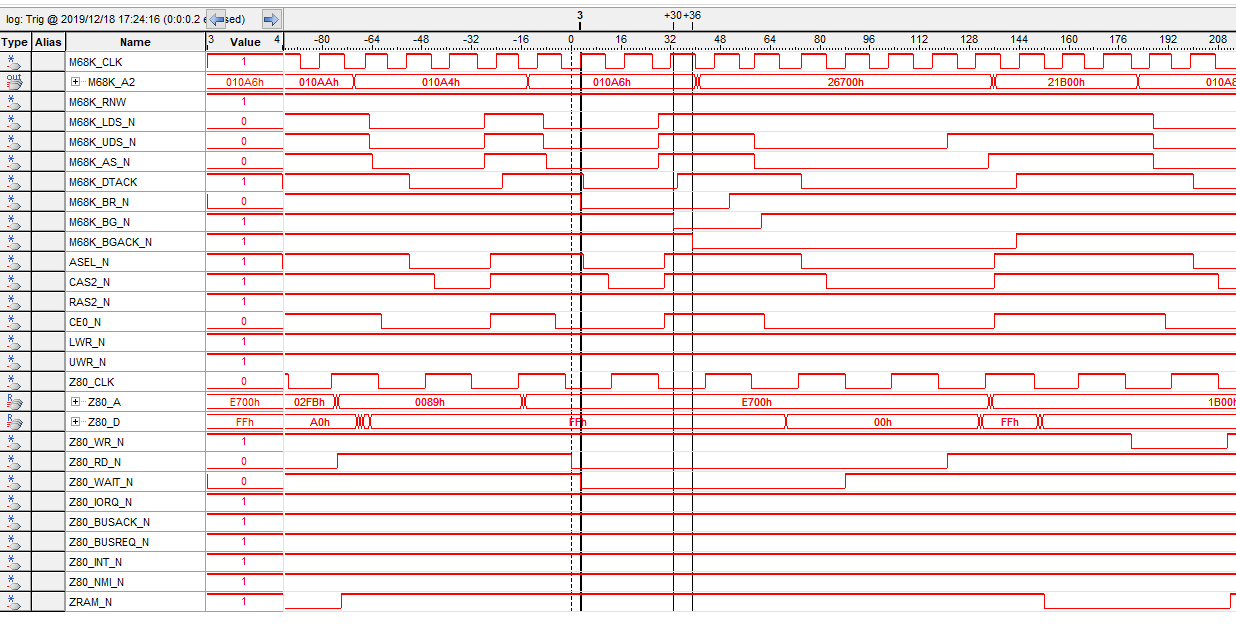 log: Trig @ 2019/12/18 17:24:16 (0:0:0.2 e sed) 3 +30 +36
Type Alias Name 3 Value 4 -80 -64 -48 -32 -16 0 16 32 48 64 80 96 112 128 144 160 176 192 208
M68K_CLK 1
out M68K_A2 010A6h 010AAh 010A4h 010A6h 26700h 21B00h 010A8
M68K_RNW 1
M68K_LDS_N 0
M68K_UDS_N 0
M68K_AS_N 0
M68K_DTACK 1
M68K_BR_N 0
M68K_BG_N 1
M68K_BGACK_N 1
ASEL_N 1
CAS2_N 1
RAS2_N 1
CE0_N 0
LWR_N 1
UWR_N 1
Z80_CLK 0
R Z80_A E700h 02FBh 0089h E700h 1B00h
R Z80_D FFh A0h FFh 00h FFh
Z80_WR_N 1
Z80_RD_N 0
Z80_WAIT_N 0
Z80_IORQ_N 1
Z80_BUSACK_N 1
Z80_BUSREQ_N 1
Z80_INT_N 1
Z80_NMI_N 1
ZRAM_N 1